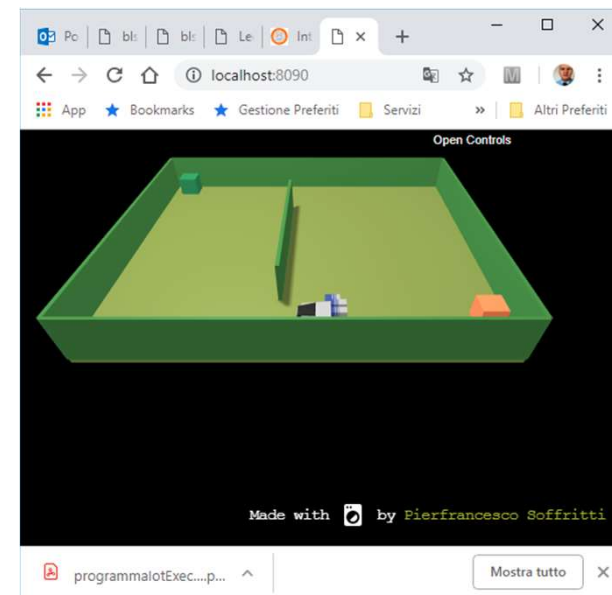 Po bl: bl: Le Int
localhost:8090
App Bookmarks Gestione Preferiti Servizi » Altri Preferiti
Open Controls
Made with by Pierfrancesco Soffritti
programmaIotExec....p... Mostra tutto